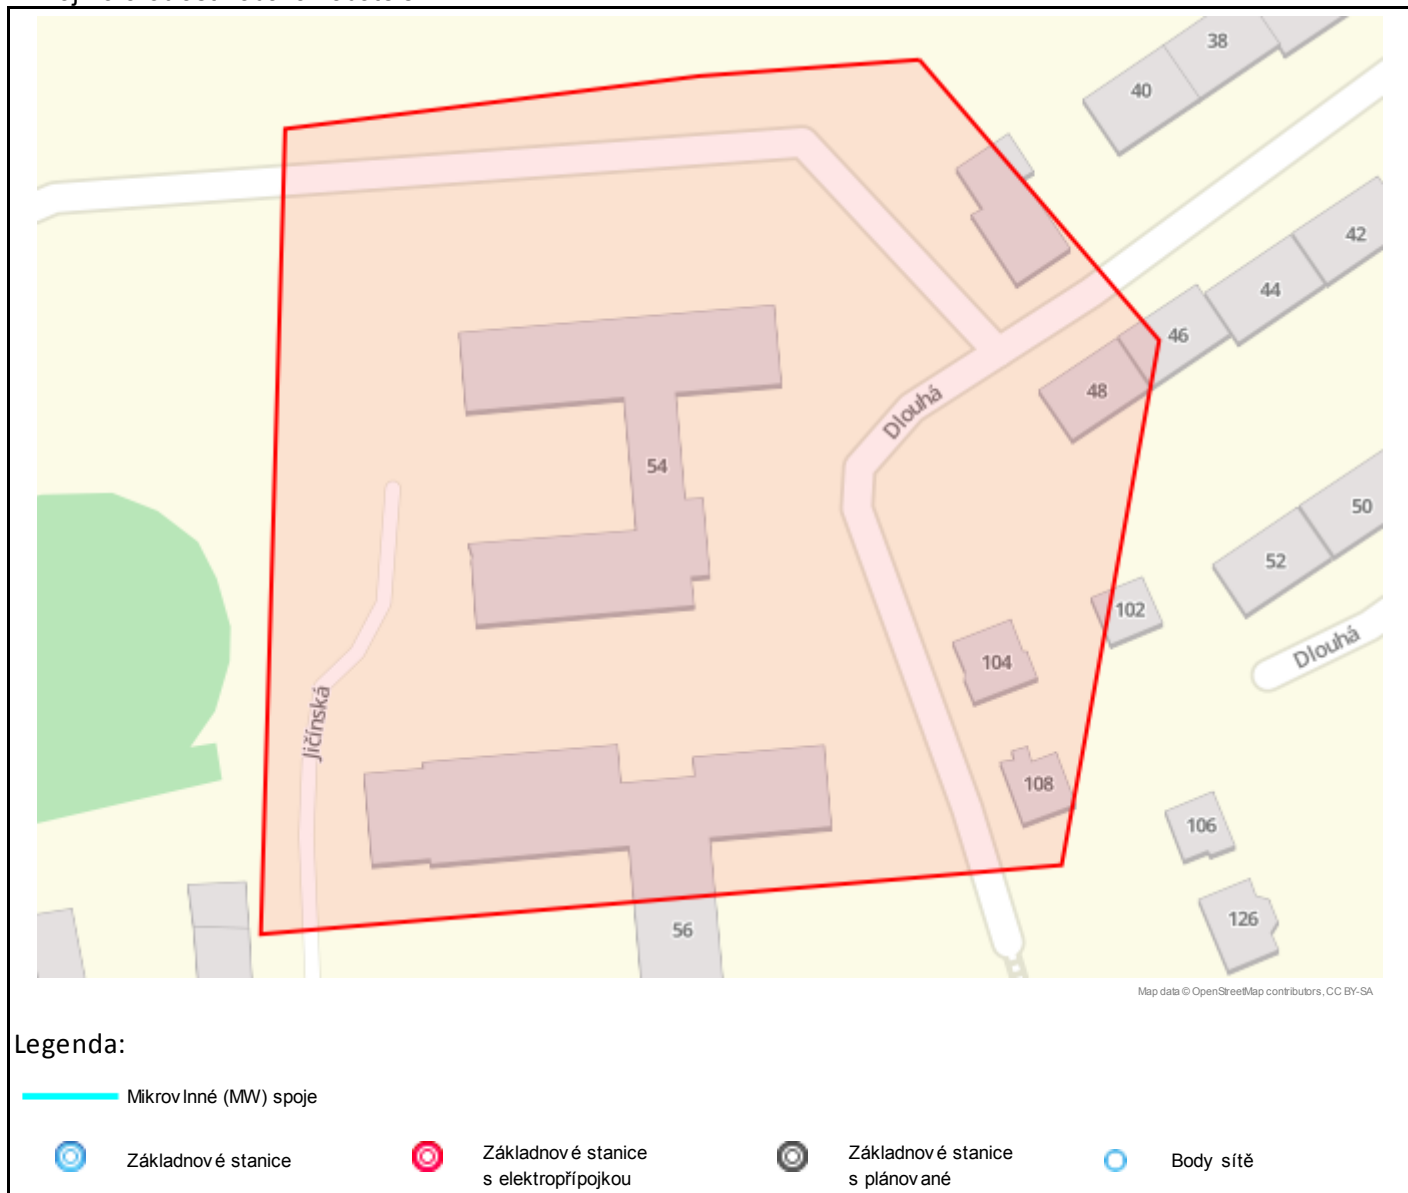 38
40
42
44
46
48
Dlouhá
54
50
52
102
Dlouhá
104
Jičínská
108
106
126
56
Map data © OpenStreetMap contributors, CC BY-SA
Legenda:
Mikrovlnné (MW) spoje
Základnové stanice
Základnové stanice
s elektropřípojkou
Základnové stanice
s plánované
Body sítě